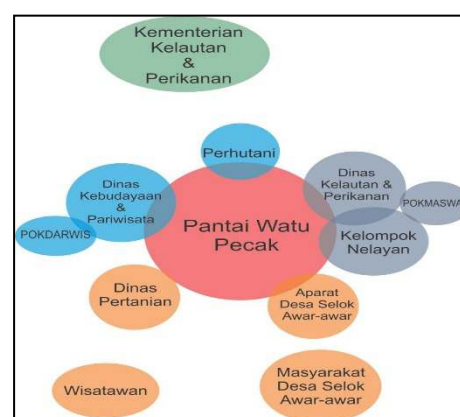 Kementerian
Kelautan
&
Perikanan
Perhutani
Dinas
Kebudayaan
&
Pariwisata
POKDARWIS
Pantai Watu
Pecak
Dinas
Kelautan &
Perikanan
POKMASWAS
Kelompok
Nelayan
Dinas
Pertanian
Aparat
Desa Selok
Awar-awar
Wisatawan
Masyarakat
Desa Selok
Awar-awar